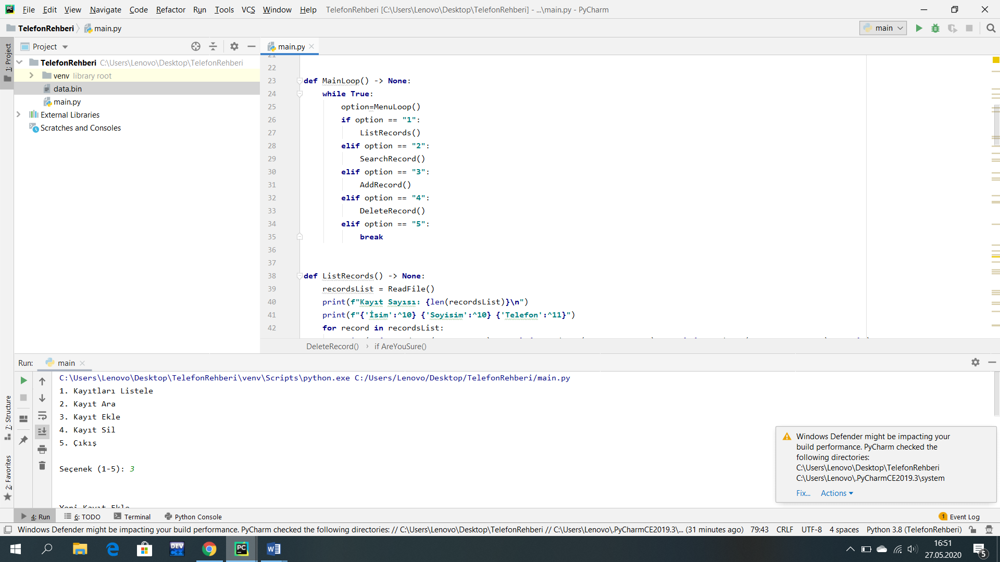 File Edit View Navigate Code Refactor Run Tools VCS Window Help TelefonRehberi [C:\Users\Lenovo\Desktop\TelefonRehberi] - ...\main.py - PyCharm
TelefonRehberi main.py
main
1: Project
Project
main.py
TelefonRehberi C:\Users\Lenovo\Desktop\TelefonRehberi
venv library root
data.bin
main.py
External Libraries
Scratches and Consoles
21
22
23 def MainLoop() -> None:
24 while True:
25 option=MenuLoop()
26 if option == "1":
27 ListRecords()
28 elif option == "2":
29 SearchRecord()
30 elif option == "3":
31 AddRecord()
32 elif option == "4":
33 DeleteRecord()
34 elif option == "5":
35 break
36
37
38 def ListRecords() -> None:
39 recordsList = ReadFile()
40 print(f"Kayıt Sayısı: {len(recordsList)}\n")
41 print(f"{'İsim':^10} {'Soyisim':^10} {'Telefon':^11}")
42 for record in recordsList:
DeleteRecord() › if AreYouSure()
Run: main
C:\Users\Lenovo\Desktop\TelefonRehberi\venv\Scripts\python.exe C:/Users/Lenovo/Desktop/TelefonRehberi/main.py
1. Kayıtları Listele
2. Kayıt Ara
3. Kayıt Ekle
4. Kayıt Sil
5. Çıkış
Seçenek (1-5): 3
Yeni Kayıt Ekle
7: Structure
2: Favorites
Windows Defender might be impacting your
build performance. PyCharm checked the
following directories:
C:\Users\Lenovo\Desktop\TelefonRehberi
C:\Users\Lenovo\.PyCharmCE2019.3\system
Fix... Actions
4: Run 6: TODO Terminal Python Console 1 Event Log
Windows Defender might be impacting your build performance. PyCharm checked the following directories: // C:\Users\Lenovo\Desktop\TelefonRehberi // C:\Users\Lenovo\.PyCharmCE2019.3\... (31 minutes ago) 79:43 CRLF UTF-8 4 spaces Python 3.8 (TelefonRehberi)
DEV C++
PC
W
16:51
27.05.2020
5